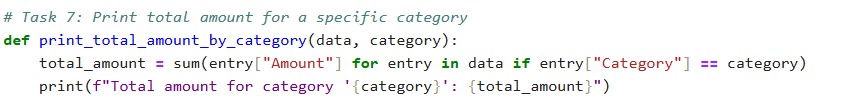 # Task 7: Print total amount for a specific category
def print_total_amount_by_category(data, category):
    total_amount = sum(entry["Amount"] for entry in data if entry["Category"] == category)
    print(f"Total amount for category '{category}': {total_amount}")